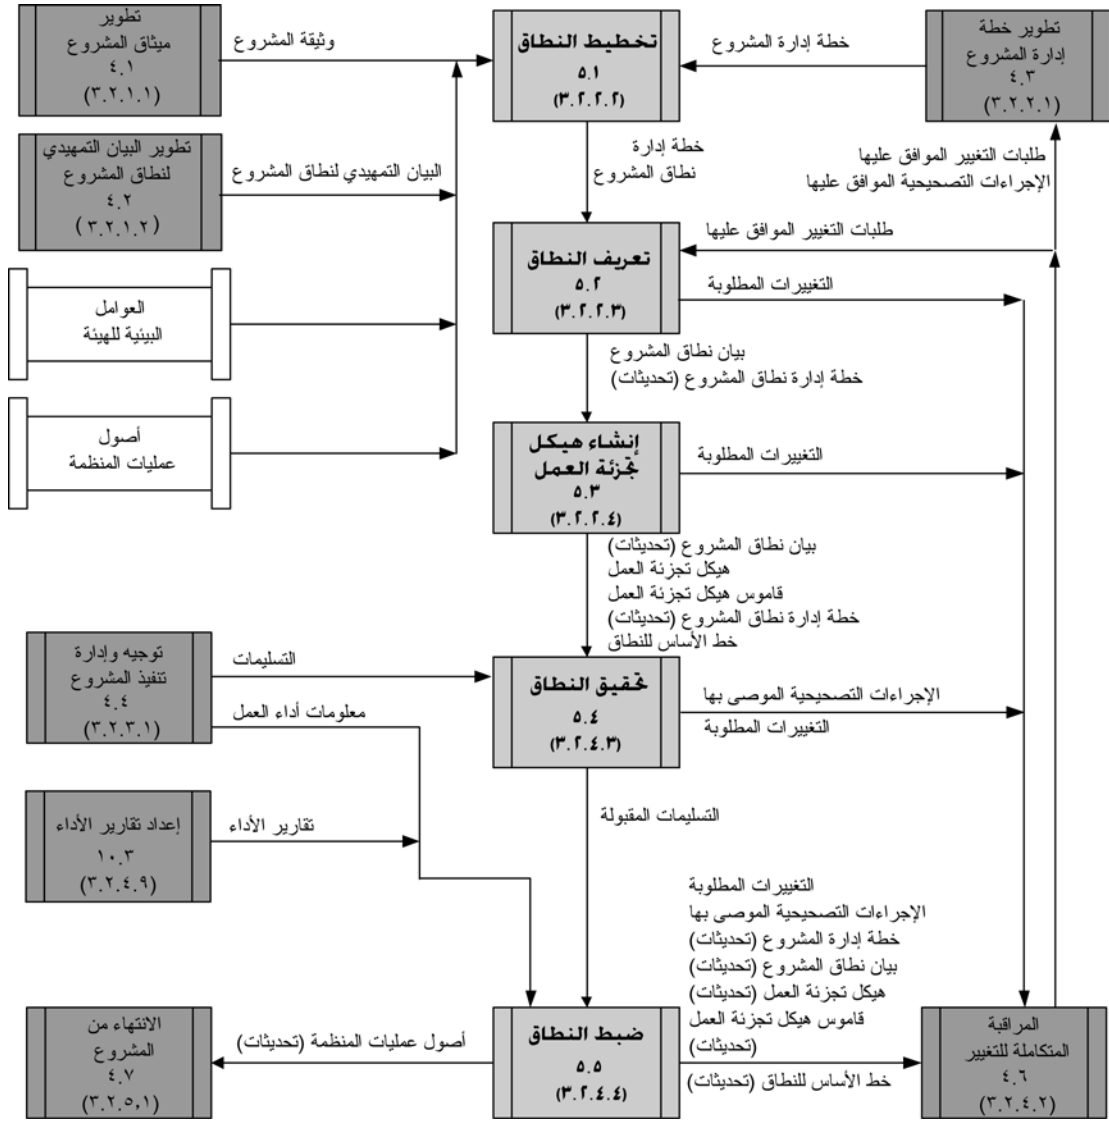 تطوير خطة
إدارة المشروع
٤.٣
(٣.٢.٢.١)
خطة إدارة المشروع
تخطيط النطاق
٥.١
(٣.٢.٢.٢)
وثيقة المشروع
تطوير
ميثاق المشروع
٤.١
(٣.٢.١.١)
البيان التمهيدي لنطاق المشروع
تطوير البيان التمهيدي
لنطاق المشروع
٤.٢
(٣.٢.١.٢)
العوامل
البيئية للهيئة
أصول
عمليات المنظمة
خطة إدارة
نطاق المشروع
طلبات التغيير الموافق عليها
الإجراءات التصحيحية الموافق عليها
طلبات التغيير الموافق عليها
تعريف النطاق
٥.٢
(٣.٢.٢.٣)
التغييرات المطلوبة
بيان نطاق المشروع
خطة إدارة نطاق المشروع (تحديثات)
إنشاء هيكل
تجزئة العمل
٥.٣
(٣.٢.٢.٤)
التغييرات المطلوبة
بيان نطاق المشروع (تحديثات)
هيكل تجزئة العمل
قاموس هيكل تجزئة العمل
خطة إدارة نطاق المشروع (تحديثات)
خط الأساس للنطاق
توجيه وإدارة
تنفيذ المشروع
٤.٤
(٣.٢.٣.١)
التسليمات
معلومات أداء العمل
تحقيق النطاق
٥.٤
(٣.٢.٤.٣)
الإجراءات التصحيحية الموصى بها
التغييرات المطلوبة
التسليمات المقبولة
إعداد تقارير الأداء
١٠.٣
(٣.٢.٤.٩)
تقارير الأداء
التغييرات المطلوبة
الإجراءات التصحيحية الموصى بها
خطة إدارة المشروع (تحديثات)
بيان نطاق المشروع (تحديثات)
هيكل تجزئة العمل (تحديثات)
قاموس هيكل تجزئة العمل
(تحديثات)
خط الأساس للنطاق (تحديثات)
المراقبة
المتكاملة للتغيير
٤.٦
(٣.٢.٤.٢)
ضبط النطاق
٥.٥
(٣.٢.٤.٤)
أصول عمليات المنظمة (تحديثات)
الانتهاء من
المشروع
٤.٧
(٣.٢.٥,١)